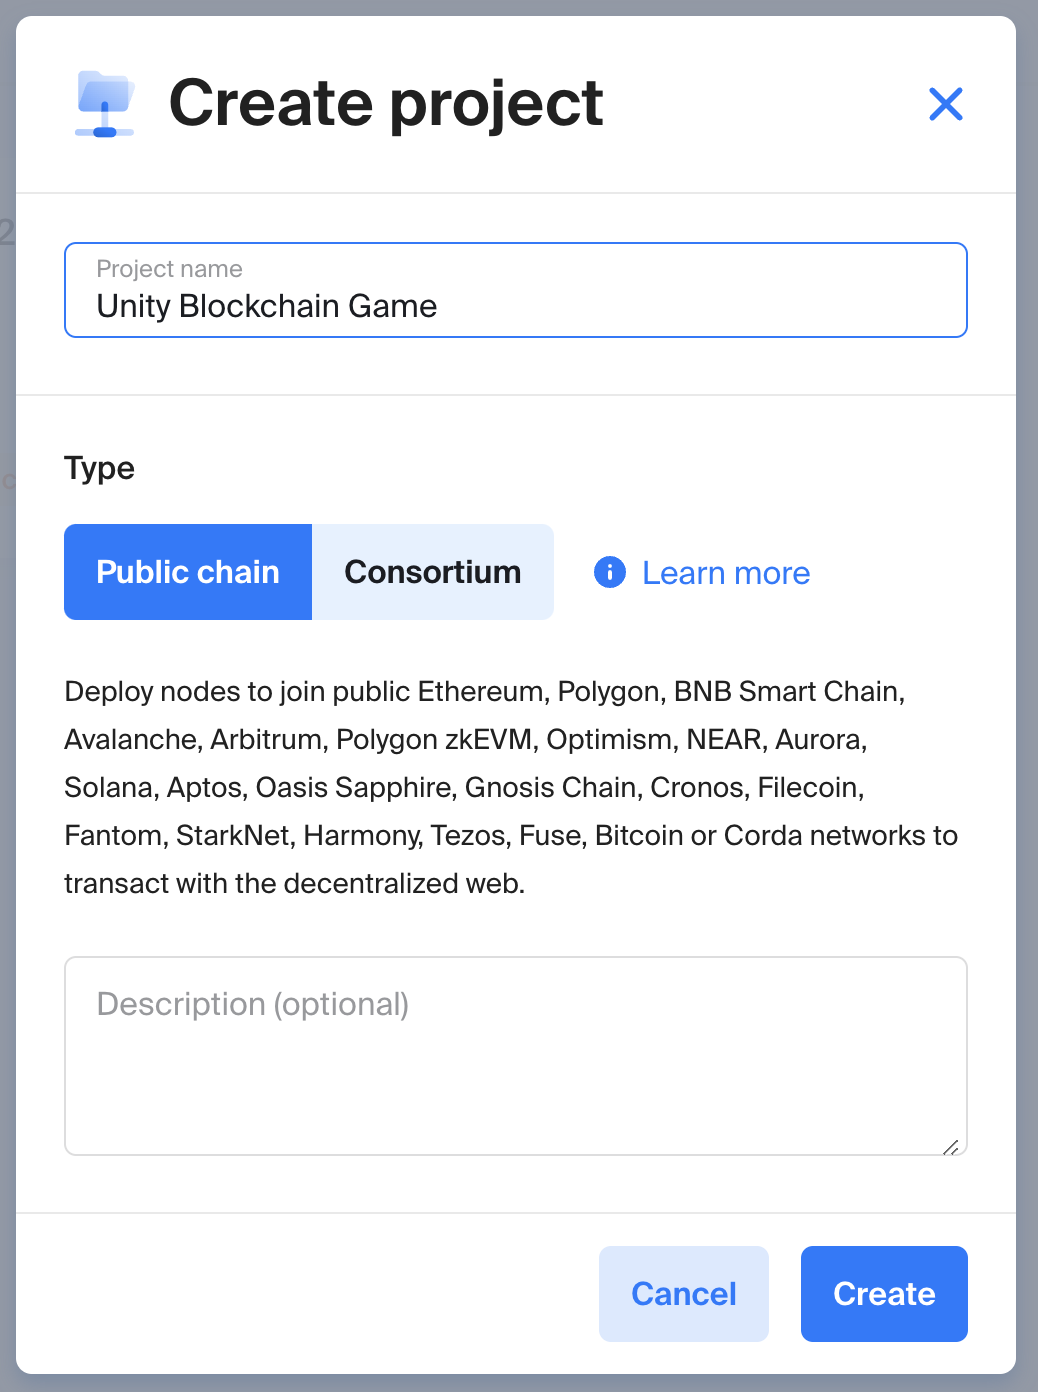 Create project
Project name
Unity Blockchain Game
Type
Public chain
Consortium
Learn more
Deploy nodes to join public Ethereum, Polygon, BNB Smart Chain,
Avalanche, Arbitrum, Polygon zkEVM, Optimism, NEAR, Aurora,
Solana, Aptos, Oasis Sapphire, Gnosis Chain, Cronos, Filecoin,
Fantom, StarkNet, Harmony, Tezos, Fuse, Bitcoin or Corda networks to
transact with the decentralized web.
Description (optional)
Cancel
Create